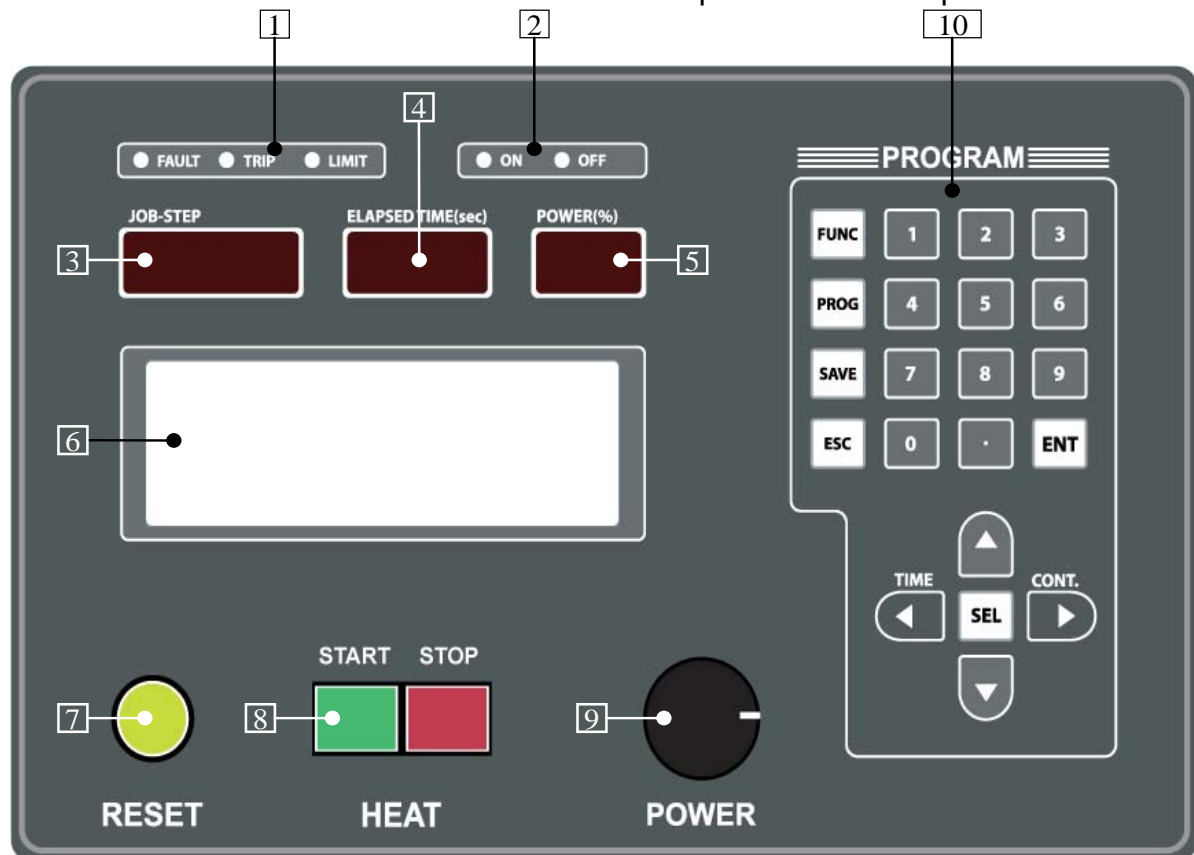 1 2 10
4
FAULT TRIP LIMIT ON OFF
PROGRAM
JOB-STEP ELAPSED TIME(sec) POWER(%)
3 5
FUNC 1 2 3
PROG 4 5 6
SAVE 7 8 9
ESC 0 . ENT
6
TIME CONT.
SEL
START STOP
7 8 9
RESET HEAT POWER